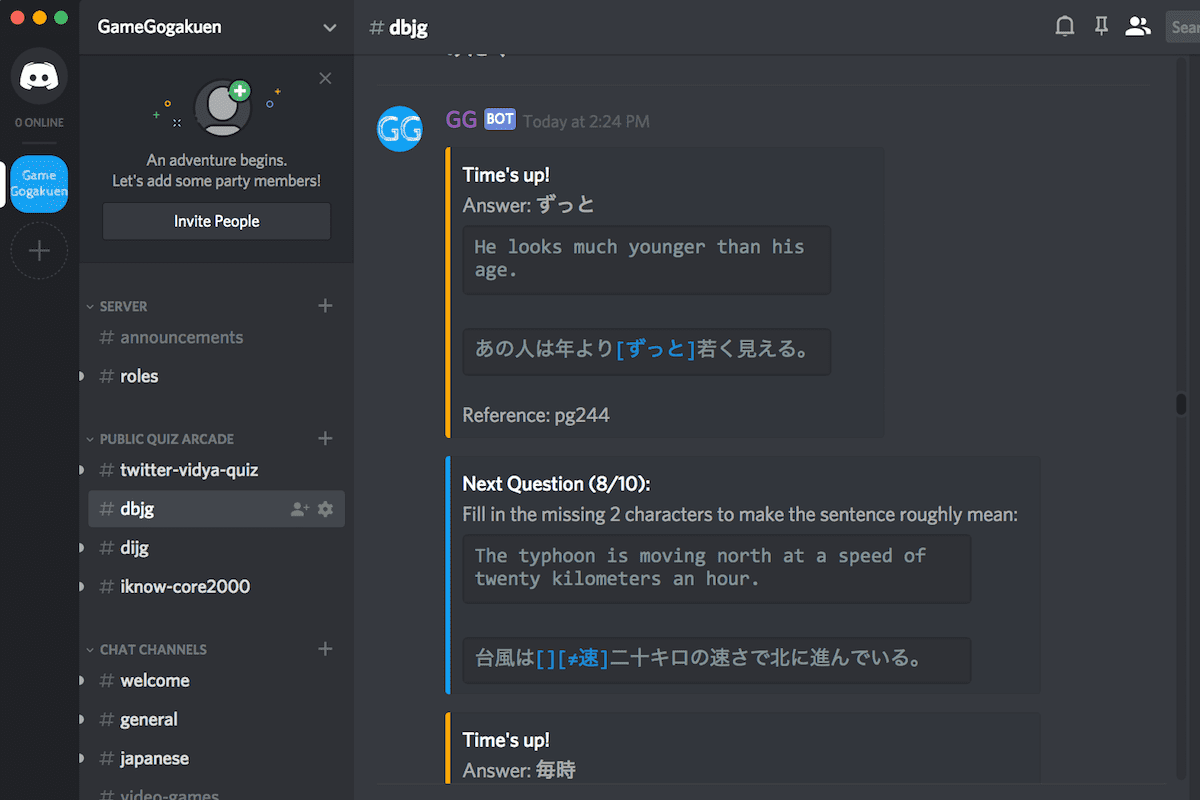 GameGogakuen
# dbjg
Sear
0 ONLINE
Game
Gogakuen
An adventure begins.
Let's add some party members!
Invite People
SERVER
# announcements
# roles
PUBLIC QUIZ ARCADE
# twitter-vidya-quiz
# dbjg
# dijg
# iknow-core2000
CHAT CHANNELS
# welcome
# general
# japanese
# video-games
GG
GG BOT Today at 2:24 PM
Time's up!
Answer: ずっと
He looks much younger than his
age.
あの人は年より[ずっと]若く見える。
Reference: pg244
Next Question (8/10):
Fill in the missing 2 characters to make the sentence roughly mean:
The typhoon is moving north at a speed of
twenty kilometers an hour.
台風は[][≠速]二十キロの速さで北に進んでいる。
Time's up!
Answer: 毎時